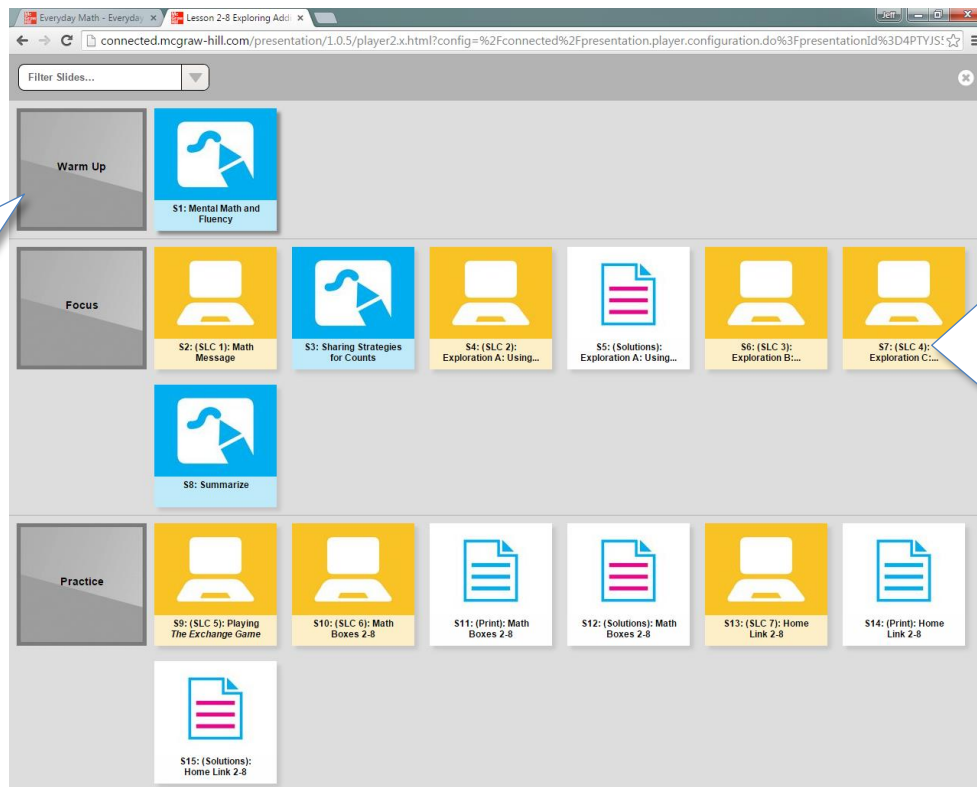 Everyday Math - Everyday
Lesson 2-8 Exploring Addi
Jeff
connected.mcgraw-hill.com/presentation/1.0.5/player2.x.html?config=%2Fconnected%2Fpresentation.player.configuration.do%3FpresentationId%3D4PTYJS
Filter Slides...
Warm Up
S1: Mental Math and
Fluency
Focus
S2: (SLC 1): Math
Message
S3: Sharing Strategies
for Counts
S4: (SLC 2):
Exploration A: Using...
S5: (Solutions):
Exploration A: Using...
S6: (SLC 3):
Exploration B:...
S7: (SLC 4):
Exploration C:...
S8: Summarize
Practice
S9: (SLC 5): Playing
The Exchange Game
S10: (SLC 6): Math
Boxes 2-8
S11: (Print): Math
Boxes 2-8
S12: (Solutions): Math
Boxes 2-8
S13: (SLC 7): Home
Link 2-8
S14: (Print): Home
Link 2-8
S15: (Solutions):
Home Link 2-8